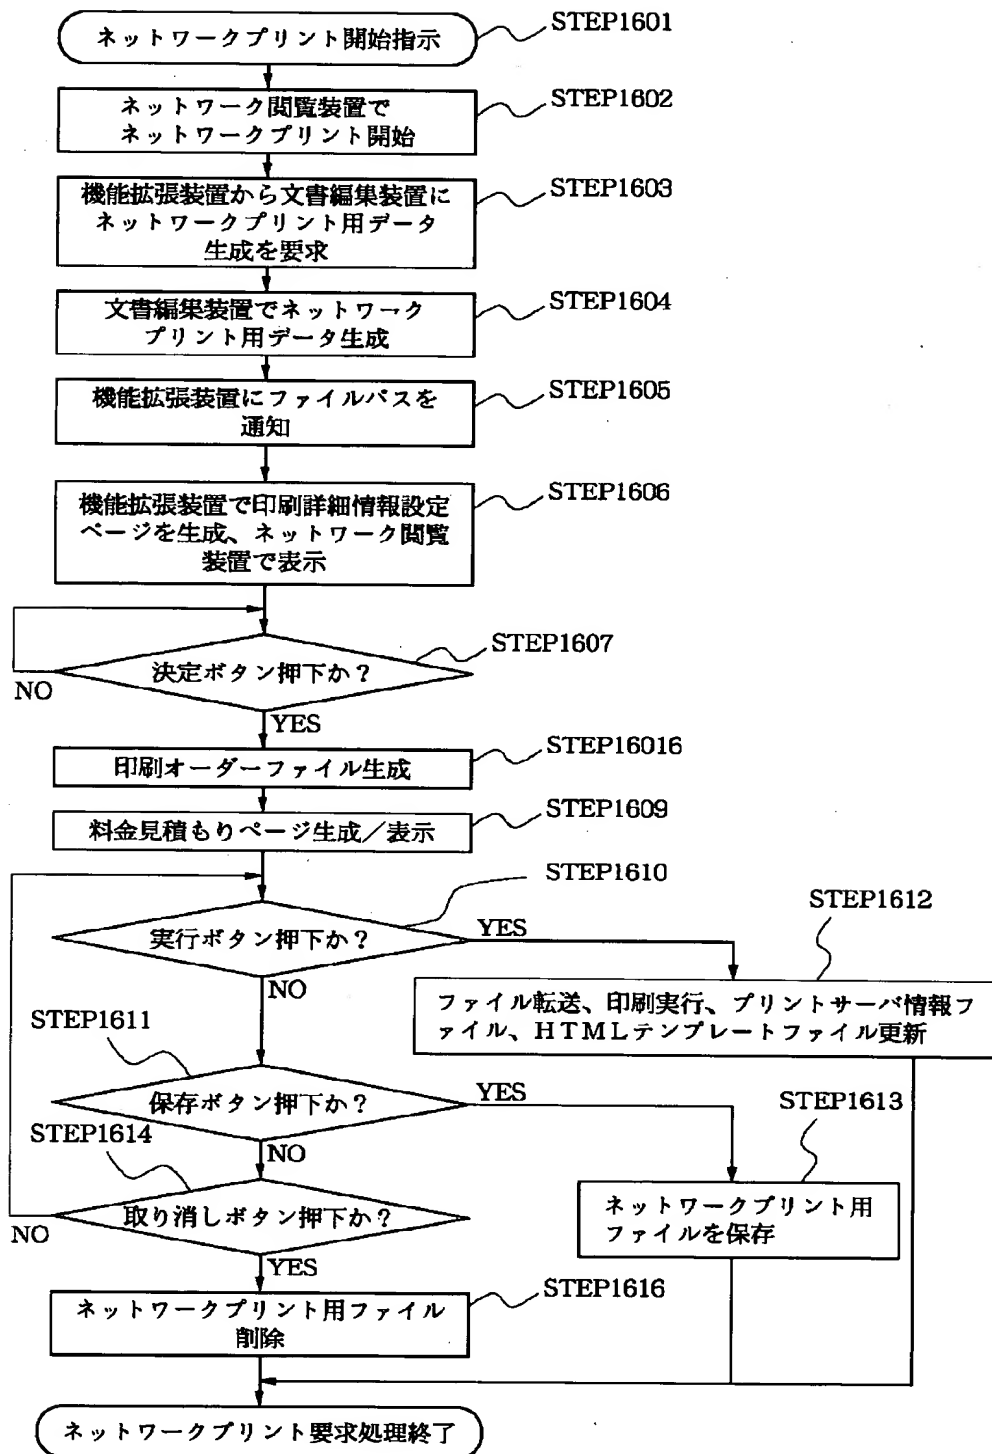 ネットワークプリント開始指示
STEP1601
ネットワーク閲覧装置で
ネットワークプリント開始
STEP1602
機能拡張装置から文書編集装置に
ネットワークプリント用データ
生成を要求
STEP1603
文書編集装置でネットワーク
プリント用データ生成
STEP1604
機能拡張装置にファイルパスを
通知
STEP1605
機能拡張装置で印刷詳細情報設定
ページを生成、ネットワーク閲覧
装置で表示
STEP1606
決定ボタン押下か？
STEP1607
NO
YES
印刷オーダーファイル生成
STEP16016
料金見積もりページ生成／表示
STEP1609
実行ボタン押下か？
STEP1610
YES
NO
STEP1612
ファイル転送、印刷実行、プリントサーバ情報フ
ァイル、ＨＴＭＬテンプレートファイル更新
STEP1611
保存ボタン押下か？
YES
NO
STEP1613
ネットワークプリント用
ファイルを保存
STEP1614
取り消しボタン押下か？
NO
YES
ネットワークプリント用ファイル
削除
STEP1616
ネットワークプリント要求処理終了